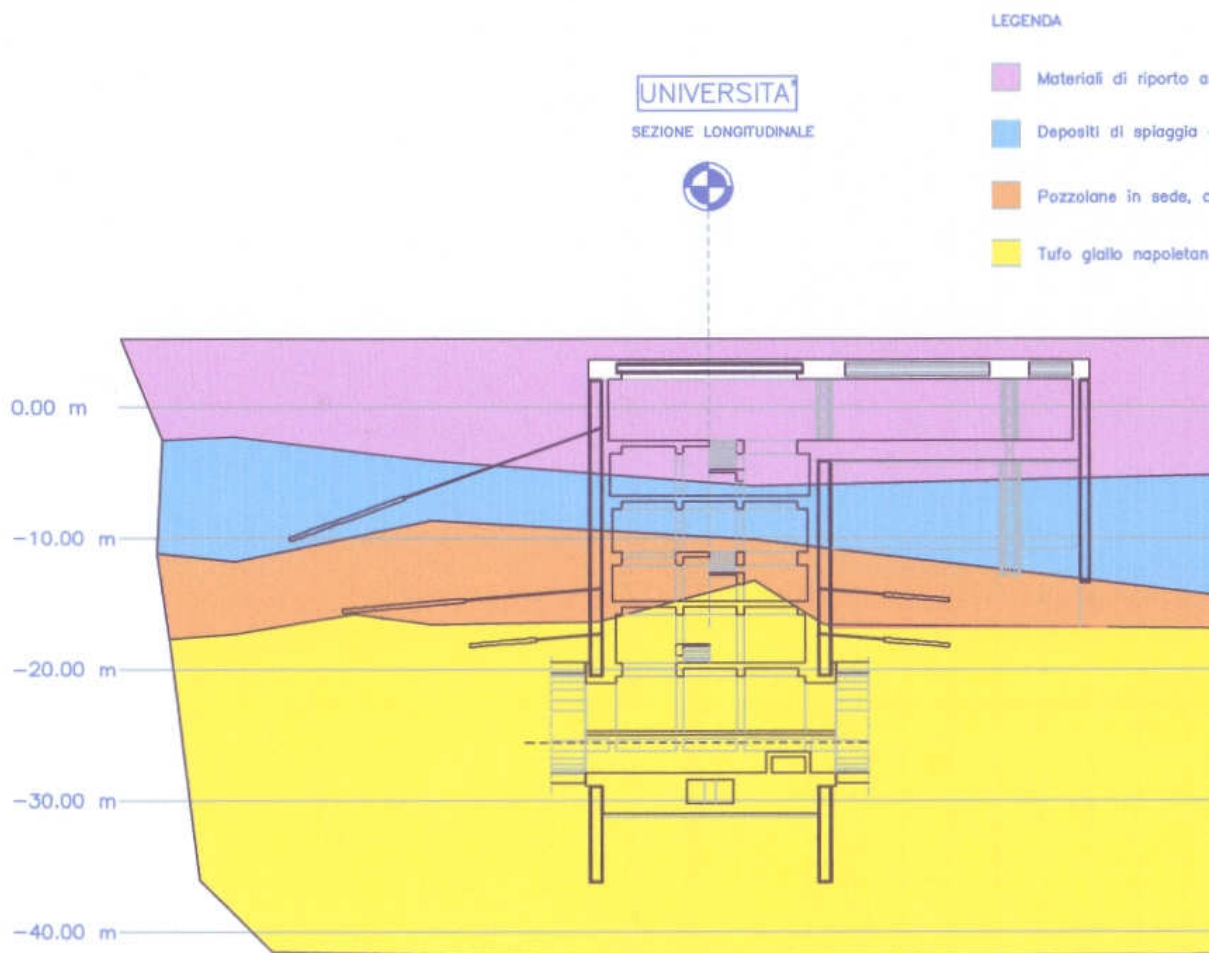 LEGENDA
Materiali di riporto a
UNIVERSITA'
SEZIONE LONGITUDINALE
Depositi di spiaggia
Pozzolane in sede,
Tufo giallo napoletan
0.00 m
-10.00 m
-20.00 m
-30.00 m
-40.00 m